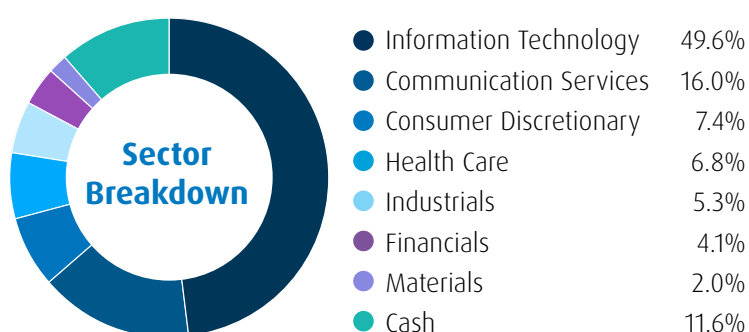 Sector
Breakdown
Information Technology 49.6%
Communication Services 16.0%
Consumer Discretionary 7.4%
Health Care 6.8%
Industrials 5.3%
Financials 4.1%
Materials 2.0%
Cash 11.6%